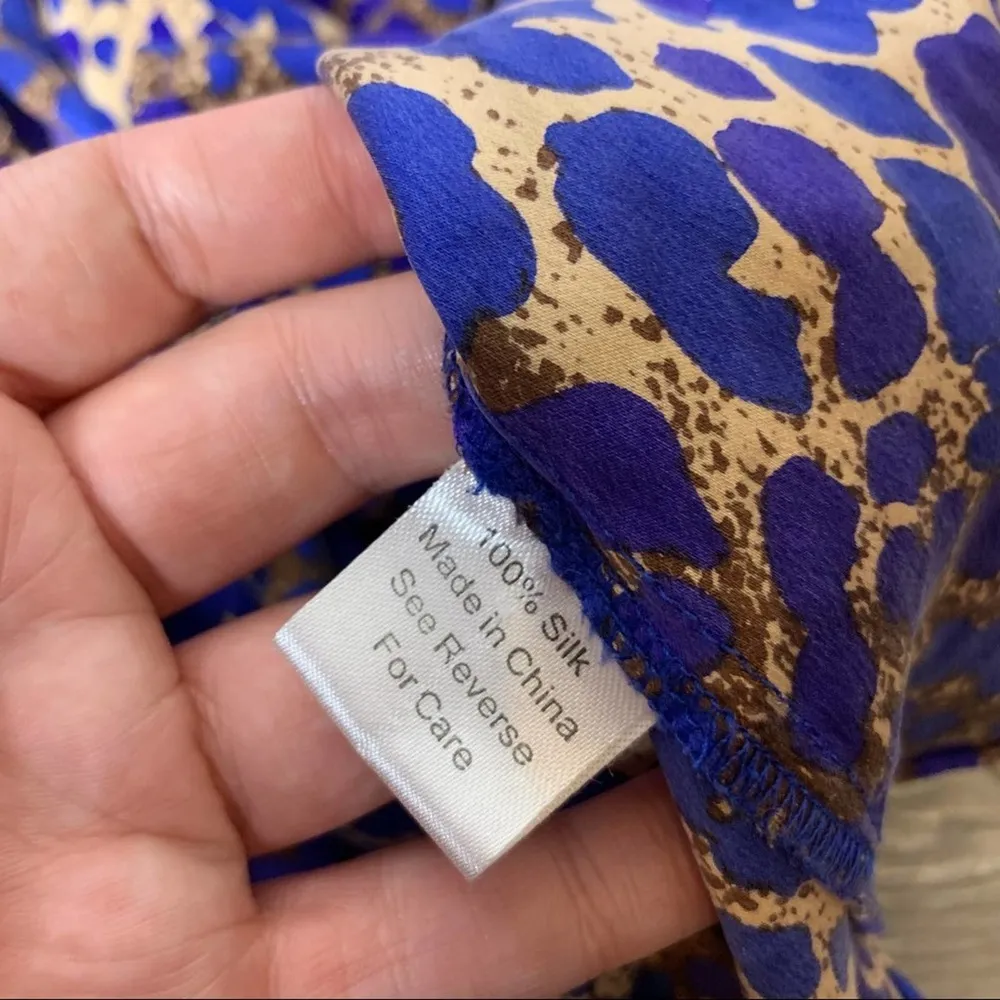 100% Silk
Made in China
See Reverse
For Care